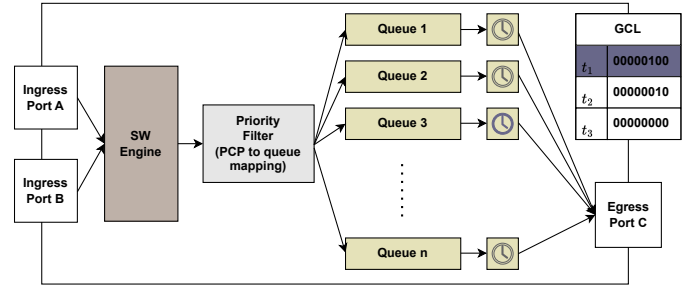 Ingress
Port A
Ingress
Port B
SW
Engine
Priority
Filter
(PCP to queue
mapping)
Queue 1
Queue 2
Queue 3
Queue n
GCL
t₁ 00000100
t₂ 00000010
t₃ 00000000
Egress
Port C